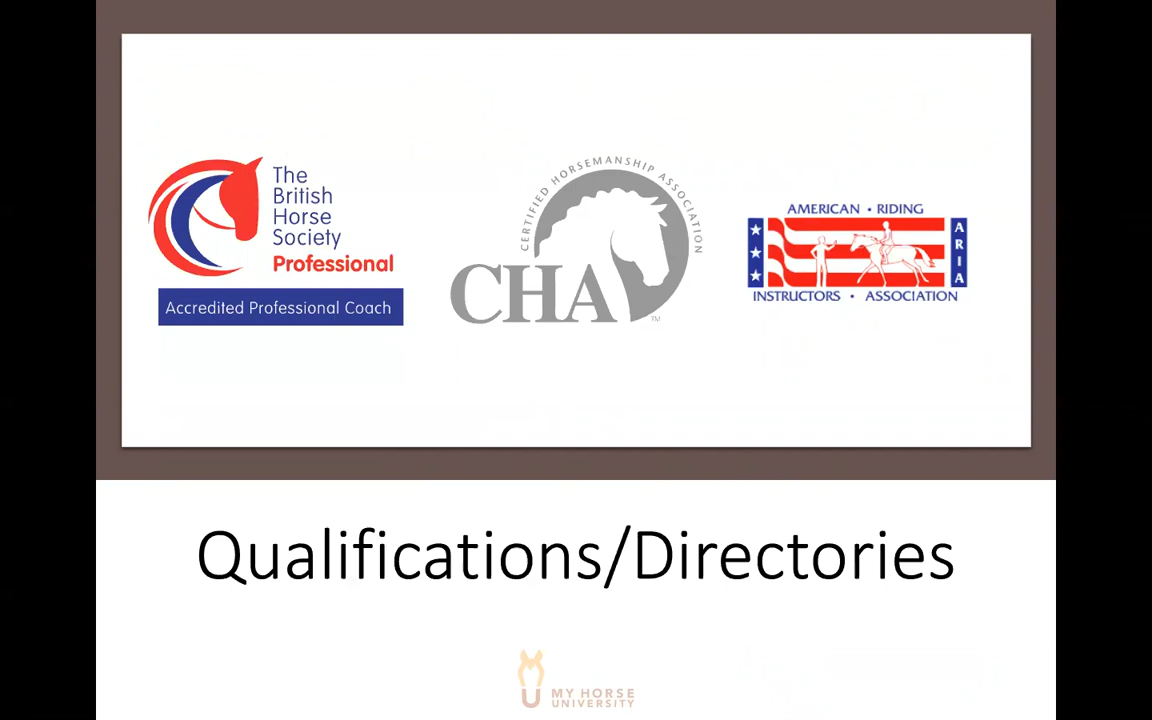 The
British
Horse
Society
Professional
Accredited Professional Coach
CERTIFIED HORSEMANSHIP ASSOCIATION
CHA
TM
AMERICAN • RIDING
ARIA
INSTRUCTORS • ASSOCIATION
Qualifications/Directories
MY HORSE
UNIVERSITY